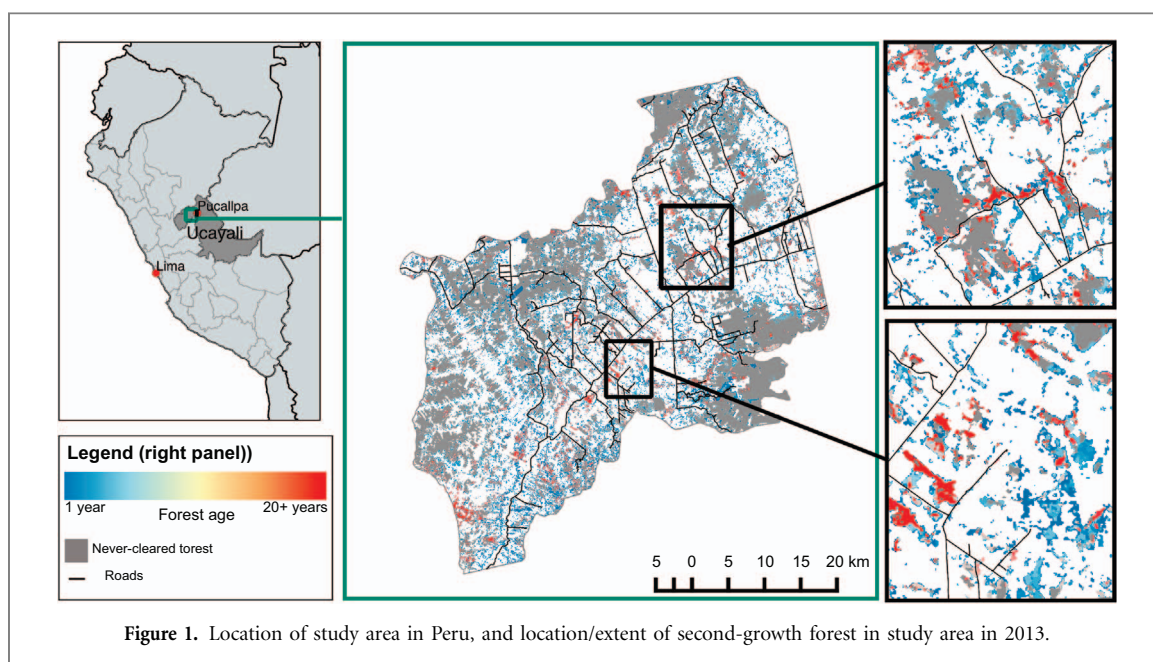 Pucallpa
Ucayali
Lima
Legend (right panel))
1 year
Forest age
20+ years
Never-cleared torest
Roads
5 0 5 10 15 20 km
Figure 1. Location of study area in Peru, and location/extent of second-growth forest in study area in 2013.